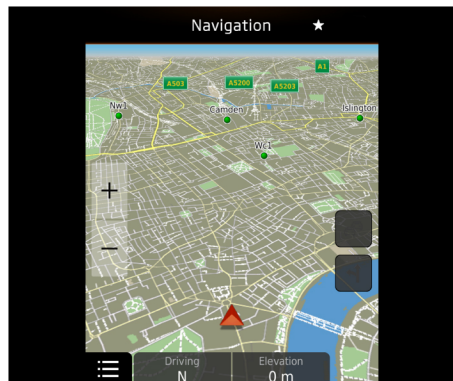 Navigation
A1
A503
A5200
A5203
Nw1
Camden
Islington
Wc1
+
−
Driving
Elevation
N
0 m